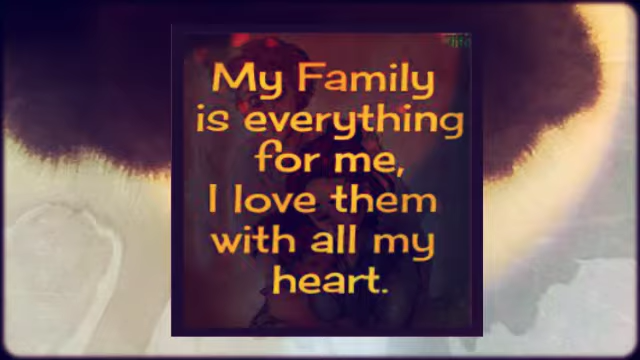 My Family
is everything
for me,
I love them
with all my
heart.